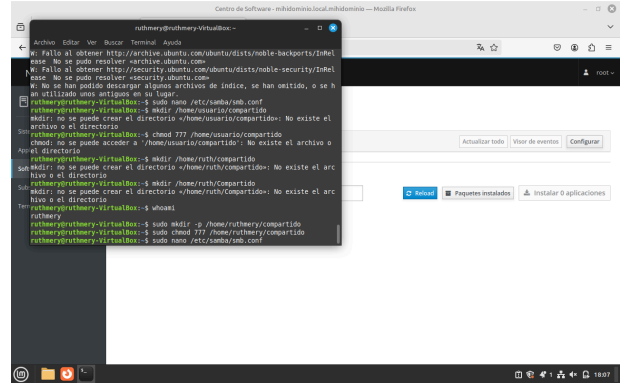 Centro de Software - mihidominio.local.mihidominio — Mozilla Firefox
ruthmery@ruthmery-VirtualBox: ~
Archivo Editar Ver Buscar Terminal Ayuda
W: Fallo al obtener http://archive.ubuntu.com/ubuntu/dists/noble-backports/InRel
ease No se pudo resolver «archive.ubuntu.com»
W: Fallo al obtener http://security.ubuntu.com/ubuntu/dists/noble-security/InRel
ease No se pudo resolver «security.ubuntu.com»
W: No se han podido descargar algunos archivos de índice, se han omitido, o se h
an utilizado unos antiguos en su lugar.
ruthmery@ruthmery-VirtualBox:~$ sudo nano /etc/samba/smb.conf
ruthmery@ruthmery-VirtualBox:~$ mkdir /home/usuario/compartido
mkdir: no se puede crear el directorio «/home/usuario/compartido»: No existe el
archivo o el directorio
ruthmery@ruthmery-VirtualBox:~$ chmod 777 /home/usuario/compartido
chmod: no se puede acceder a '/home/usuario/compartido': No existe el archivo o
el directorio
ruthmery@ruthmery-VirtualBox:~$ mkdir /home/ruth/compartido
mkdir: no se puede crear el directorio «/home/ruth/compartido»: No existe el arc
hivo o el directorio
ruthmery@ruthmery-VirtualBox:~$ mkdir /home/ruth/Compartido
mkdir: no se puede crear el directorio «/home/ruth/Compartido»: No existe el arc
hivo o el directorio
ruthmery@ruthmery-VirtualBox:~$ whoami
ruthmery
ruthmery@ruthmery-VirtualBox:~$ sudo mkdir -p /home/ruthmery/compartido
ruthmery@ruthmery-VirtualBox:~$ sudo chmod 777 /home/ruthmery/compartido
ruthmery@ruthmery-VirtualBox:~$ sudo nano /etc/samba/smb.conf
root
Actualizar todo Visor de eventos Configurar
Reload Paquetes instalados Instalar 0 aplicaciones
1 18:07